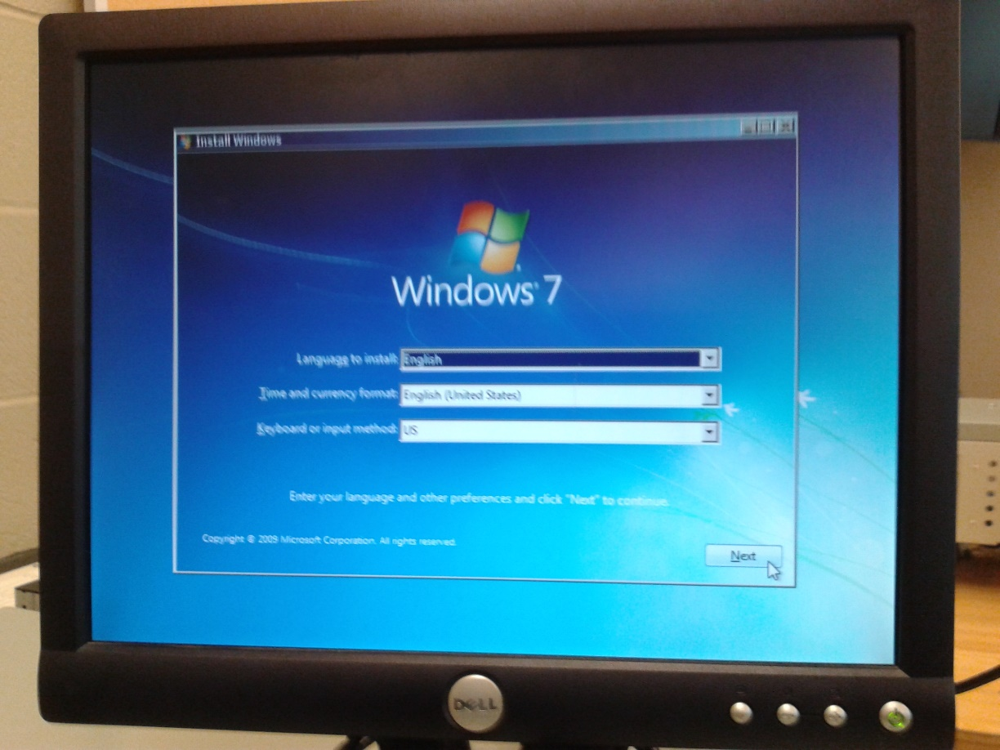 Install Windows
Windows 7
Language to install: English
Time and currency format: English (United States)
Keyboard or input method: US
Enter your language and other preferences and click "Next" to continue.
Copyright © 2009 Microsoft Corporation. All rights reserved.
Next
DELL